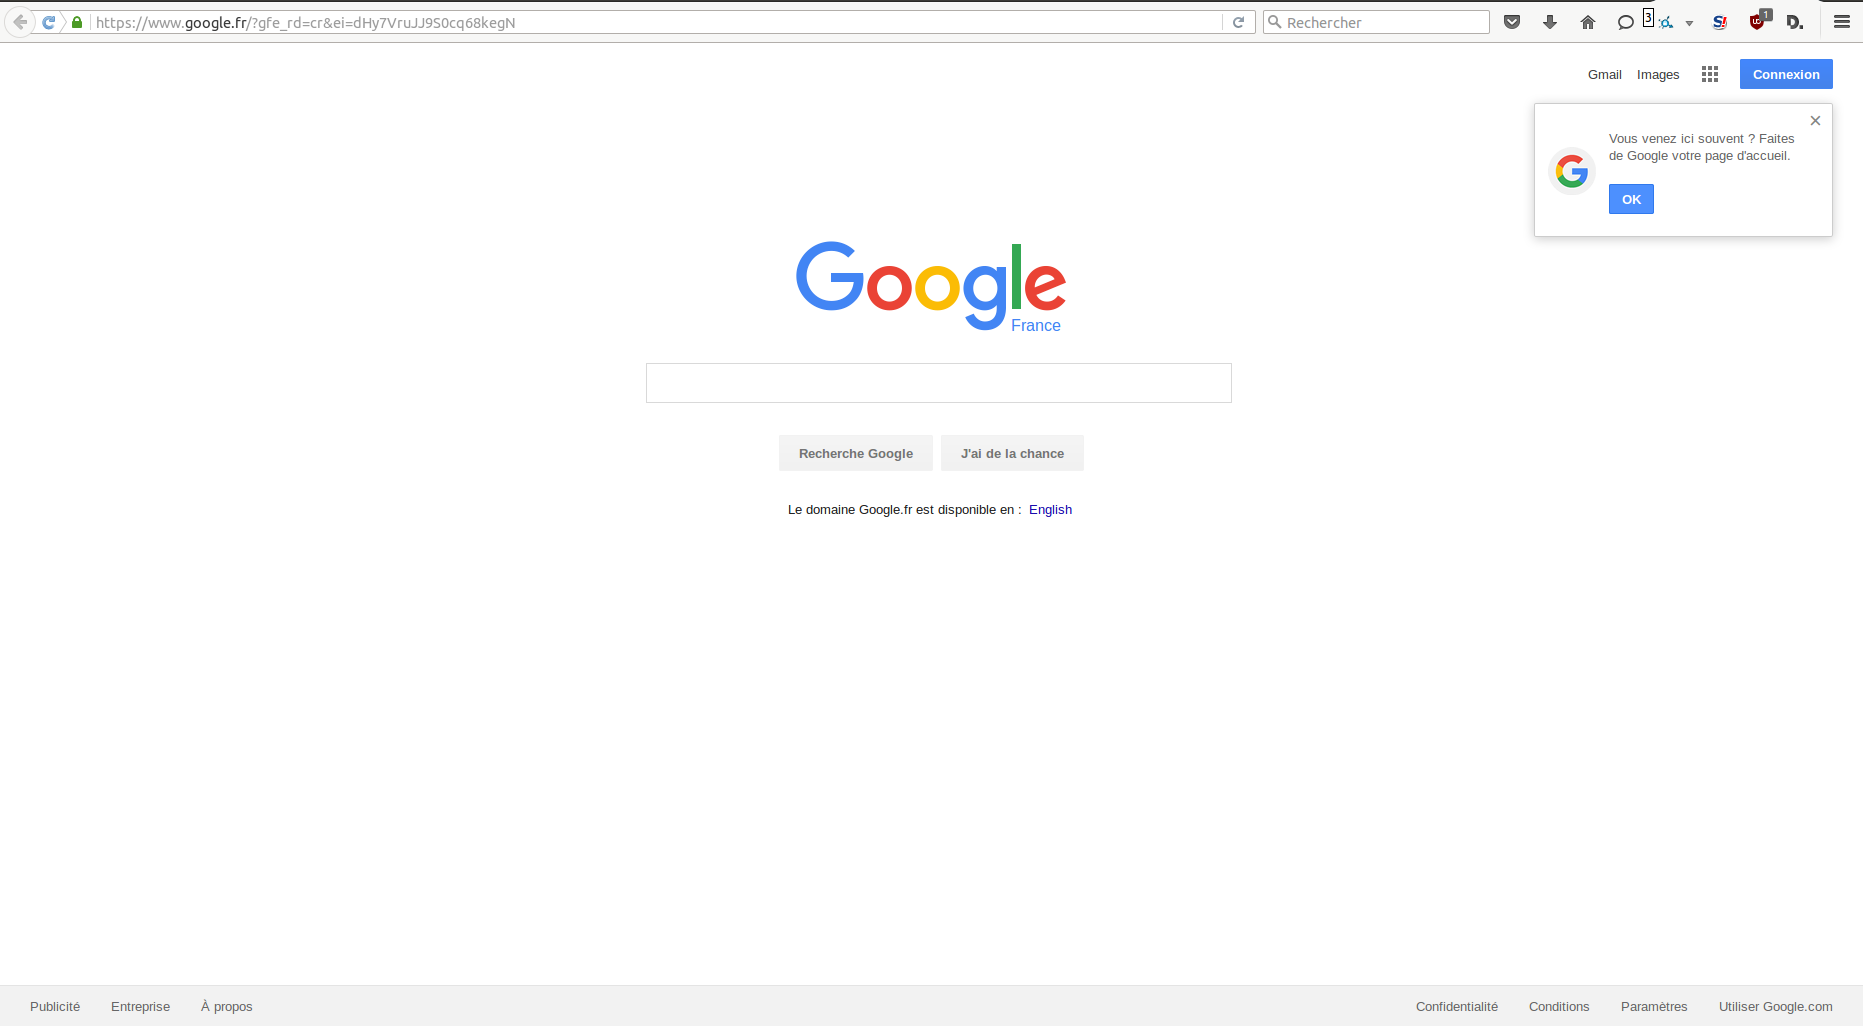 https://www.google.fr/?gfe_rd=cr&ei=dHy7VruJJ9S0cq68kegN
Rechercher
3
S!
1
D.
Gmail
Images
Connexion
Vous venez ici souvent ? Faites
de Google votre page d'accueil.
OK
Google
France
Recherche Google
J'ai de la chance
Le domaine Google.fr est disponible en : English
Publicité
Entreprise
À propos
Confidentialité
Conditions
Paramètres
Utiliser Google.com